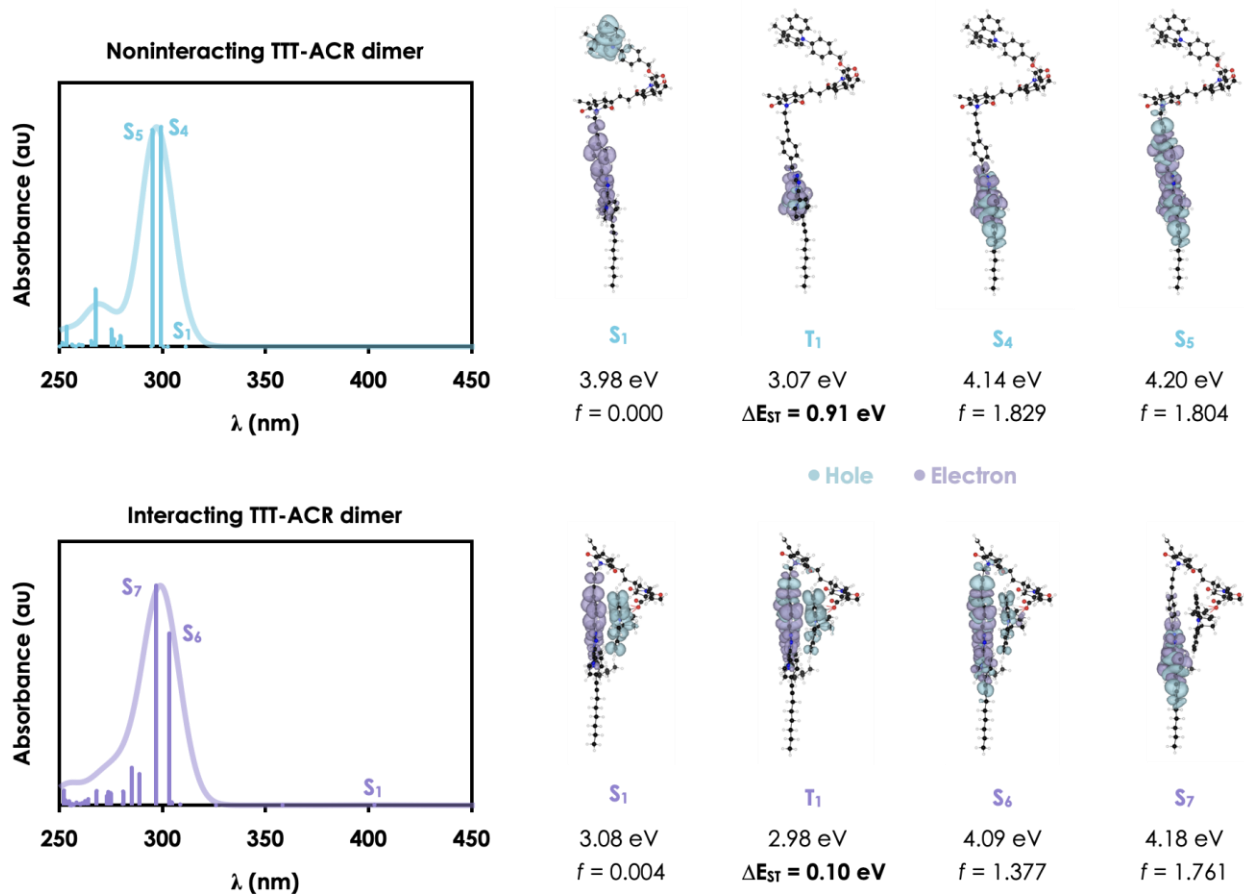 Noninteracting TTT-ACR dimer
Absorbance (au)
S₅ S₄
S₁
250 300 350 400 450
λ (nm)
S₁ T₁ S₄ S₅
3.98 eV 3.07 eV 4.14 eV 4.20 eV
f = 0.000 ΔE_ST = 0.91 eV f = 1.829 f = 1.804
Hole Electron
Interacting TTT-ACR dimer
Absorbance (au)
S₇
S₆
S₁
250 300 350 400 450
λ (nm)
S₁ T₁ S₆ S₇
3.08 eV 2.98 eV 4.09 eV 4.18 eV
f = 0.004 ΔE_ST = 0.10 eV f = 1.377 f = 1.761